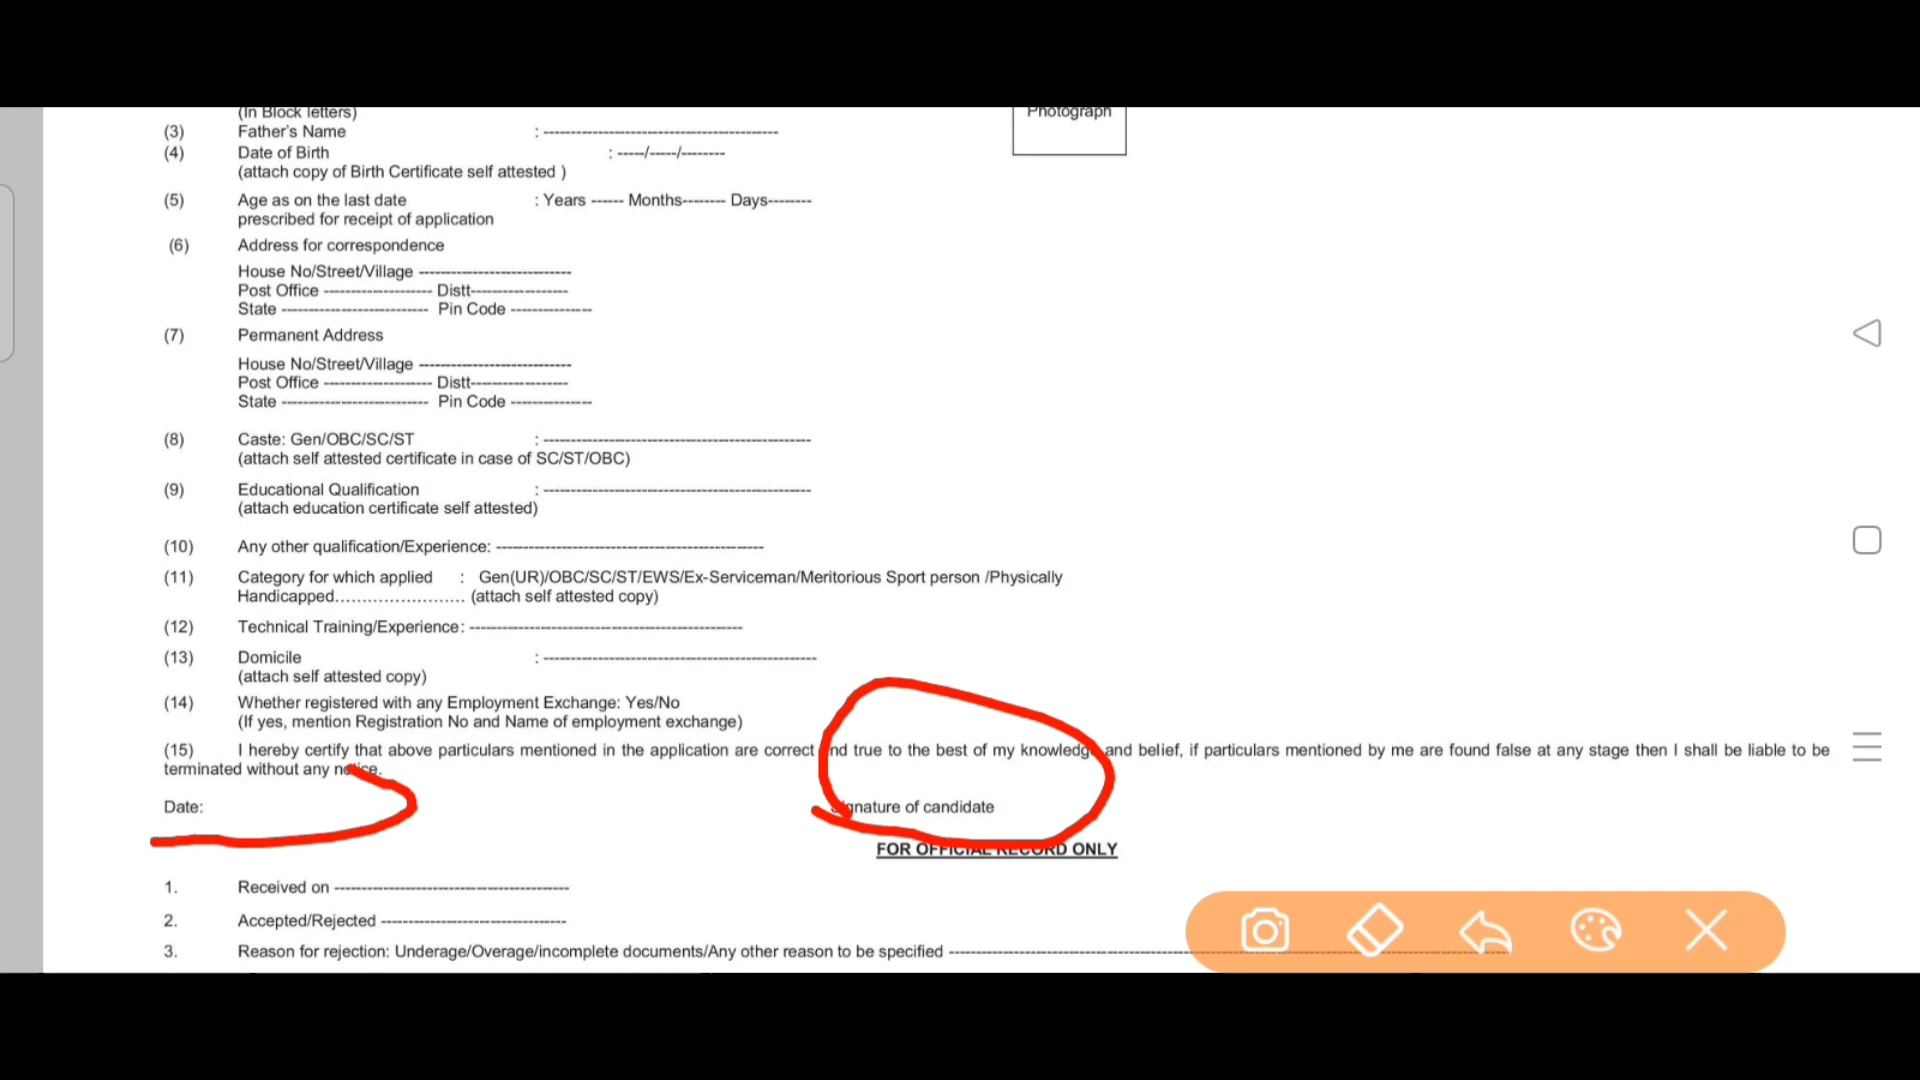 (In Block letters)
Photograph
(3) Father's Name : -------------------------------------------
(4) Date of Birth : -----/-----/--------
(attach copy of Birth Certificate self attested )
(5) Age as on the last date : Years ------ Months-------- Days--------
prescribed for receipt of application
(6) Address for correspondence
House No/Street/Village ----------------------------
Post Office -------------------- Distt------------------
State --------------------------- Pin Code ---------------
(7) Permanent Address
House No/Street/Village ----------------------------
Post Office -------------------- Distt------------------
State --------------------------- Pin Code ---------------
(8) Caste: Gen/OBC/SC/ST : -------------------------------------------------
(attach self attested certificate in case of SC/ST/OBC)
(9) Educational Qualification : -------------------------------------------------
(attach education certificate self attested)
(10) Any other qualification/Experience: -------------------------------------------------
(11) Category for which applied : Gen(UR)/OBC/SC/ST/EWS/Ex-Serviceman/Meritorious Sport person /Physically
Handicapped........................ (attach self attested copy)
(12) Technical Training/Experience: --------------------------------------------------
(13) Domicile : --------------------------------------------------
(attach self attested copy)
(14) Whether registered with any Employment Exchange: Yes/No
(If yes, mention Registration No and Name of employment exchange)
(15) I hereby certify that above particulars mentioned in the application are correct and true to the best of my knowledge and belief, if particulars mentioned by me are found false at any stage then I shall be liable to be
terminated without any notice.
Date: Signature of candidate
FOR OFFICIAL RECORD ONLY
1. Received on -------------------------------------------
2. Accepted/Rejected ----------------------------------
3. Reason for rejection: Underage/Overage/incomplete documents/Any other reason to be specified --------------------------------------------------